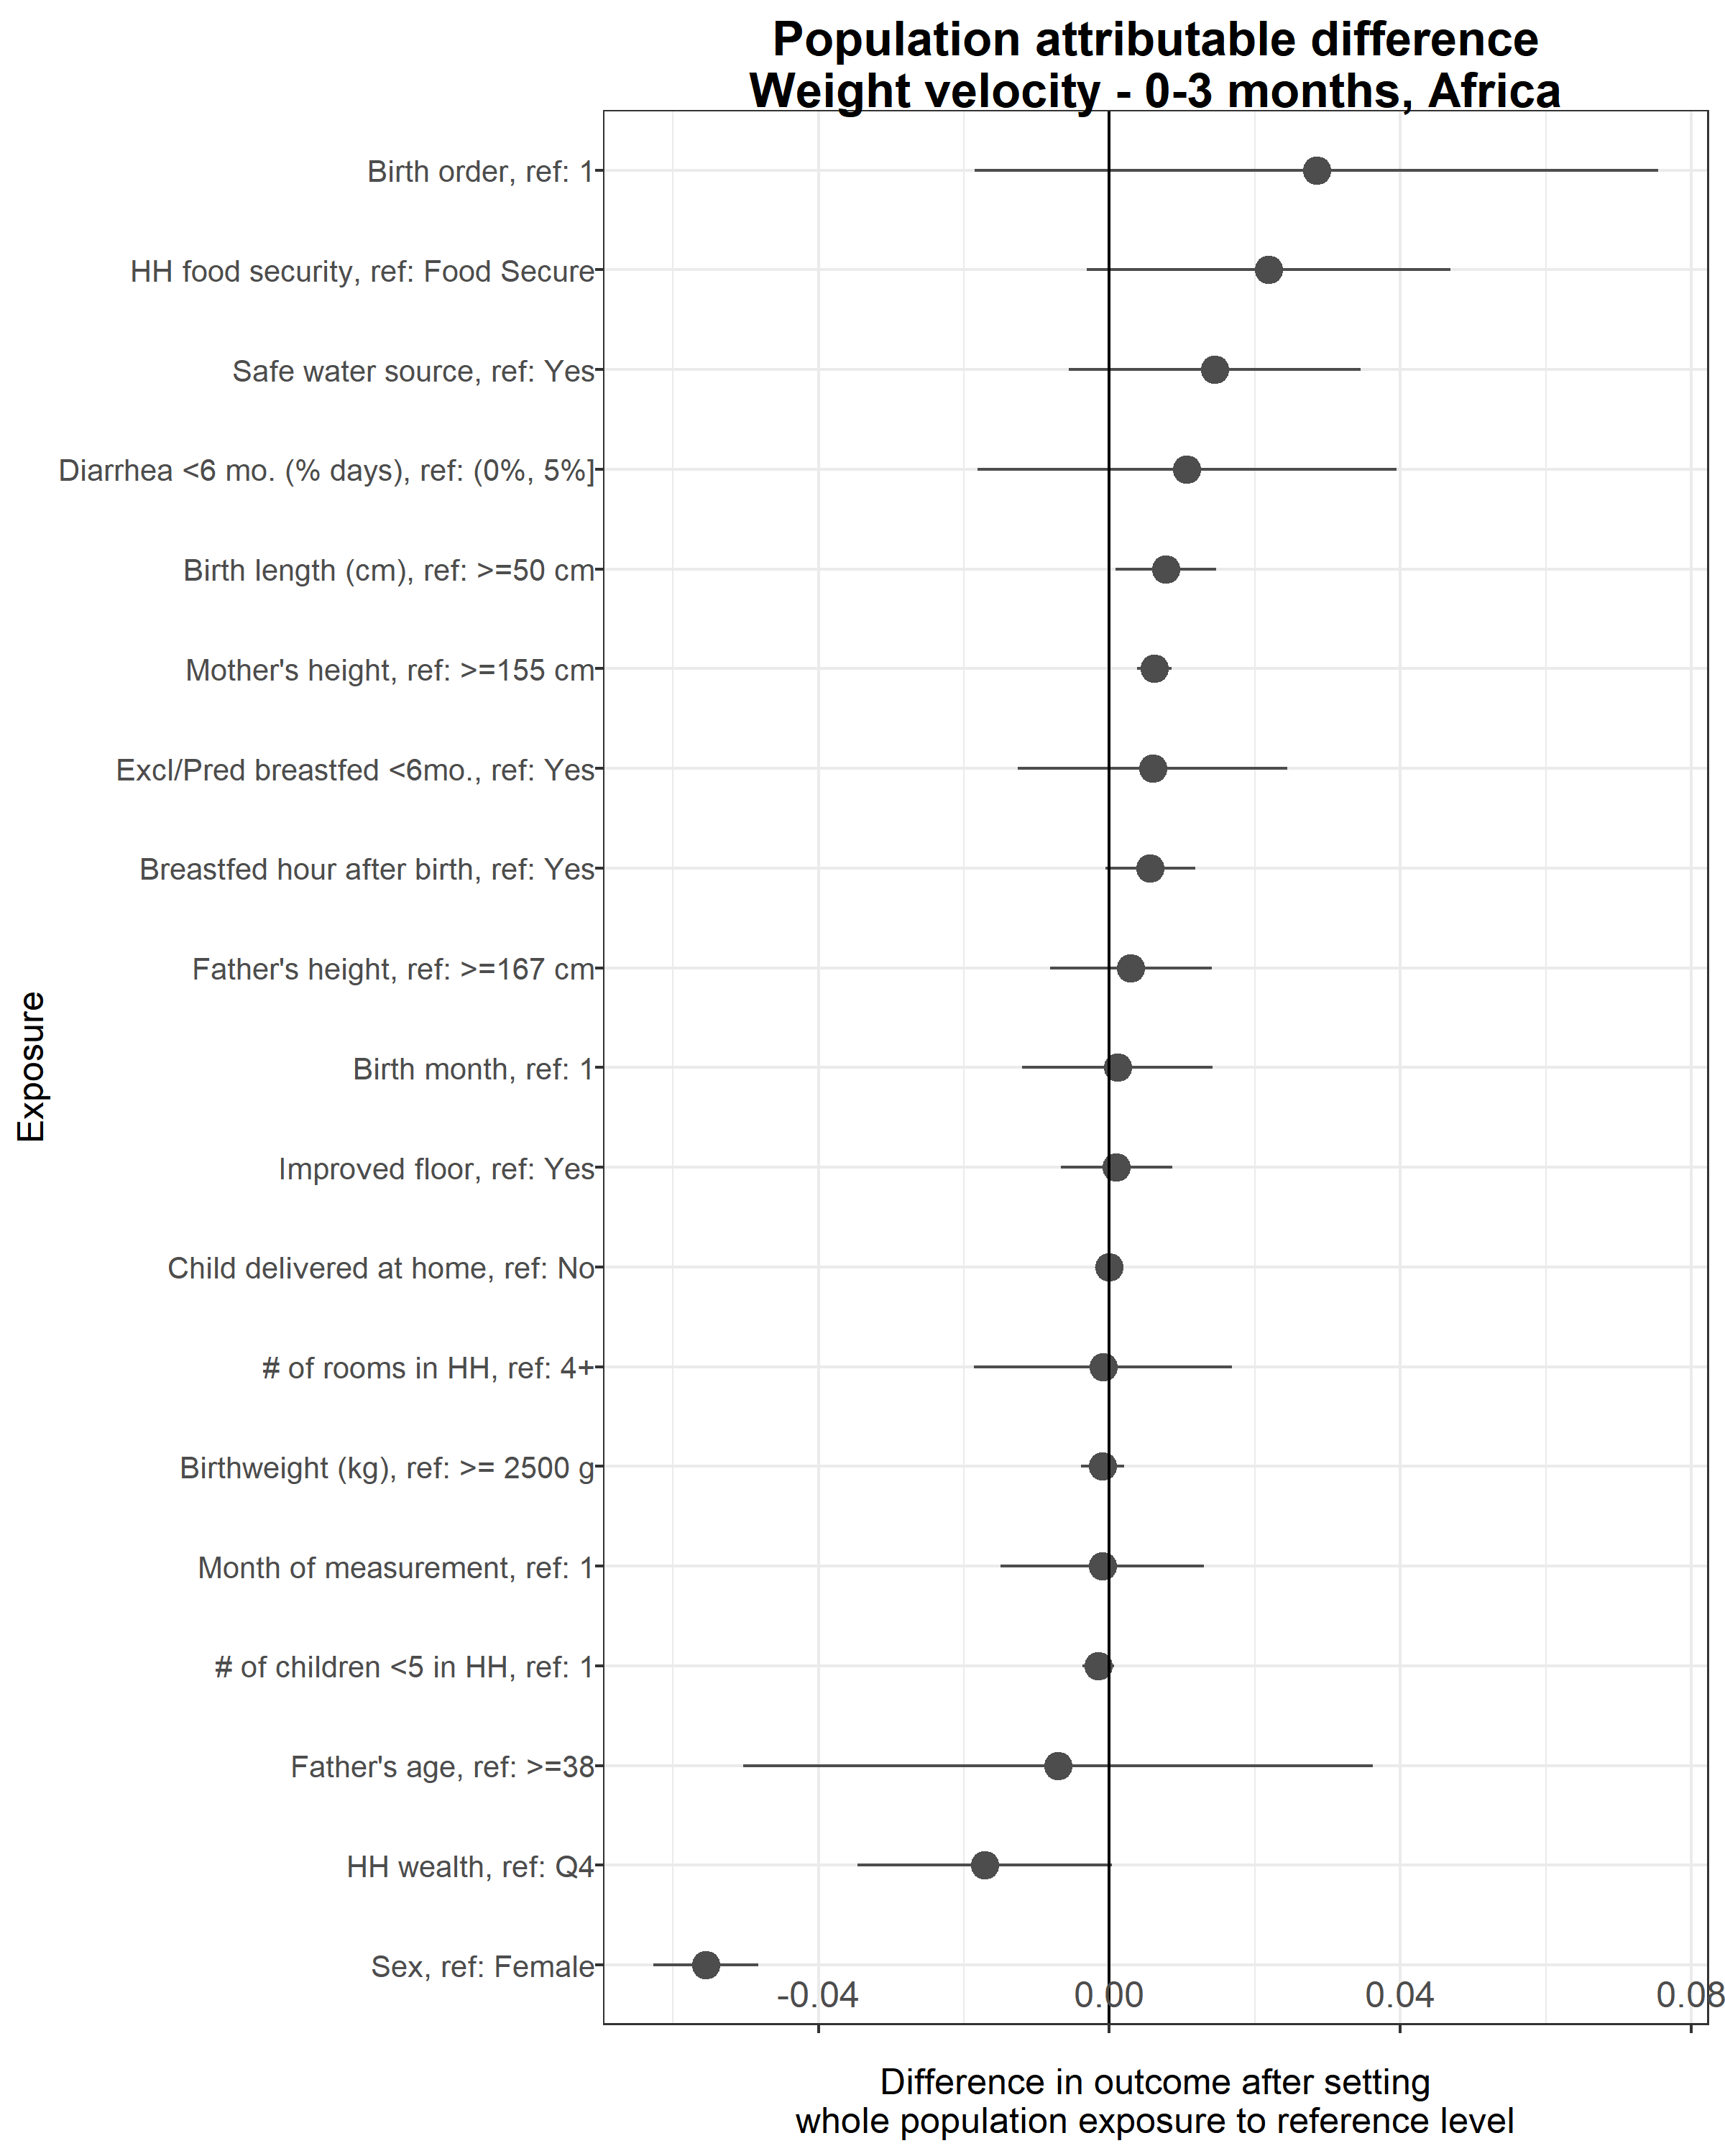 Population attributable difference
Weight velocity - 0-3 months, Africa
Exposure
Birth order, ref: 1
HH food security, ref: Food Secure
Safe water source, ref: Yes
Diarrhea <6 mo. (% days), ref: (0%, 5%]
Birth length (cm), ref: >=50 cm
Mother's height, ref: >=155 cm
Excl/Pred breastfed <6mo., ref: Yes
Breastfed hour after birth, ref: Yes
Father's height, ref: >=167 cm
Birth month, ref: 1
Improved floor, ref: Yes
Child delivered at home, ref: No
# of rooms in HH, ref: 4+
Birthweight (kg), ref: >= 2500 g
Month of measurement, ref: 1
# of children <5 in HH, ref: 1
Father's age, ref: >=38
HH wealth, ref: Q4
Sex, ref: Female
-0.04 0.00 0.04 0.08
Difference in outcome after setting
whole population exposure to reference level